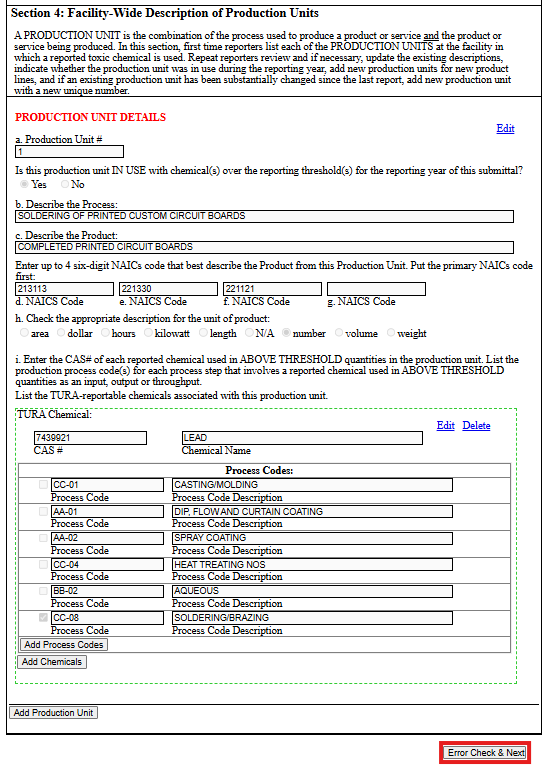 Section 4: Facility-Wide Description of Production Units
A PRODUCTION UNIT is the combination of the process used to produce a product or service and the product or
service being produced. In this section, first time reporters list each of the PRODUCTION UNITS at the facility in
which a reported toxic chemical is used. Repeat reporters review and if necessary, update the existing descriptions,
indicate whether the production unit was in use during the reporting year, add new production units for new product
lines, and if an existing production unit has been substantially changed since the last report, add new production unit
with a new unique number.
PRODUCTION UNIT DETAILS
Edit
a. Production Unit #
1
Is this production unit IN USE with chemical(s) over the reporting threshold(s) for the reporting year of this submittal?
Yes No
b. Describe the Process:
SOLDERING OF PRINTED CUSTOM CIRCUIT BOARDS
c. Describe the Product:
COMPLETED PRINTED CIRCUIT BOARDS
Enter up to 4 six-digit NAICs code that best describe the Product from this Production Unit. Put the primary NAICs code
first:
213113 221330 221121
d. NAICS Code e. NAICS Code f. NAICS Code g. NAICS Code
h. Check the appropriate description for the unit of product:
area dollar hours kilowatt length N/A number volume weight
i. Enter the CAS# of each reported chemical used in ABOVE THRESHOLD quantities in the production unit. List the
production process code(s) for each process step that involves a reported chemical used in ABOVE THRESHOLD
quantities as an input, output or throughput.
List the TURA-reportable chemicals associated with this production unit.
TURA Chemical:
Edit Delete
7439921 LEAD
CAS # Chemical Name
Process Codes:
CC-01 CASTING/MOLDING
Process Code Process Code Description
AA-01 DIP, FLOW AND CURTAIN COATING
Process Code Process Code Description
AA-02 SPRAY COATING
Process Code Process Code Description
CC-04 HEAT TREATING NOS
Process Code Process Code Description
BB-02 AQUEOUS
Process Code Process Code Description
CC-08 SOLDERING/BRAZING
Process Code Process Code Description
Add Process Codes
Add Chemicals
Add Production Unit
Error Check & Next